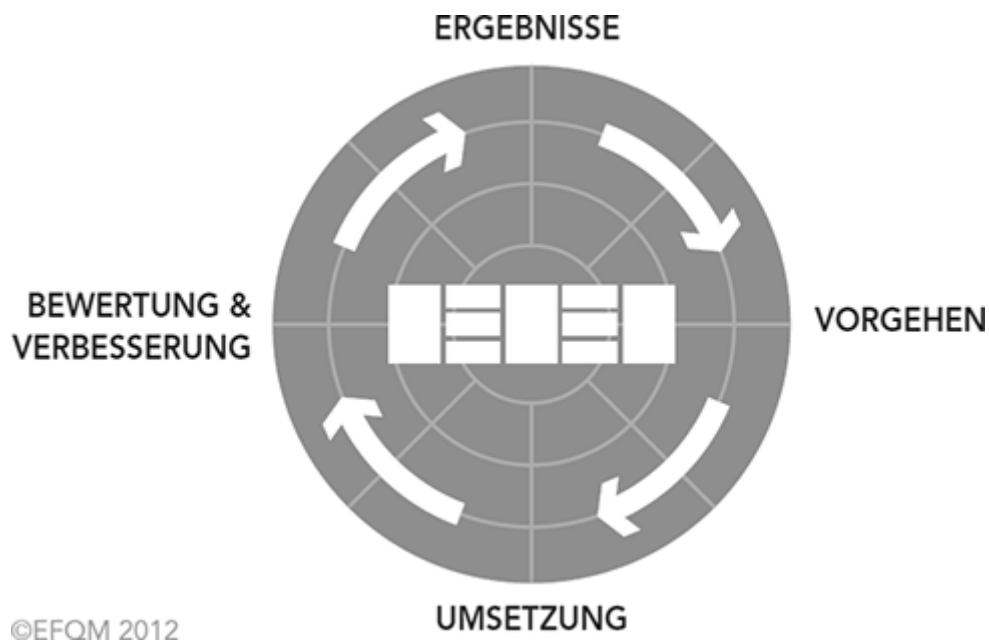 ERGEBNISSE
BEWERTUNG &
VERBESSERUNG
VORGEHEN
UMSETZUNG
©EFQM 2012